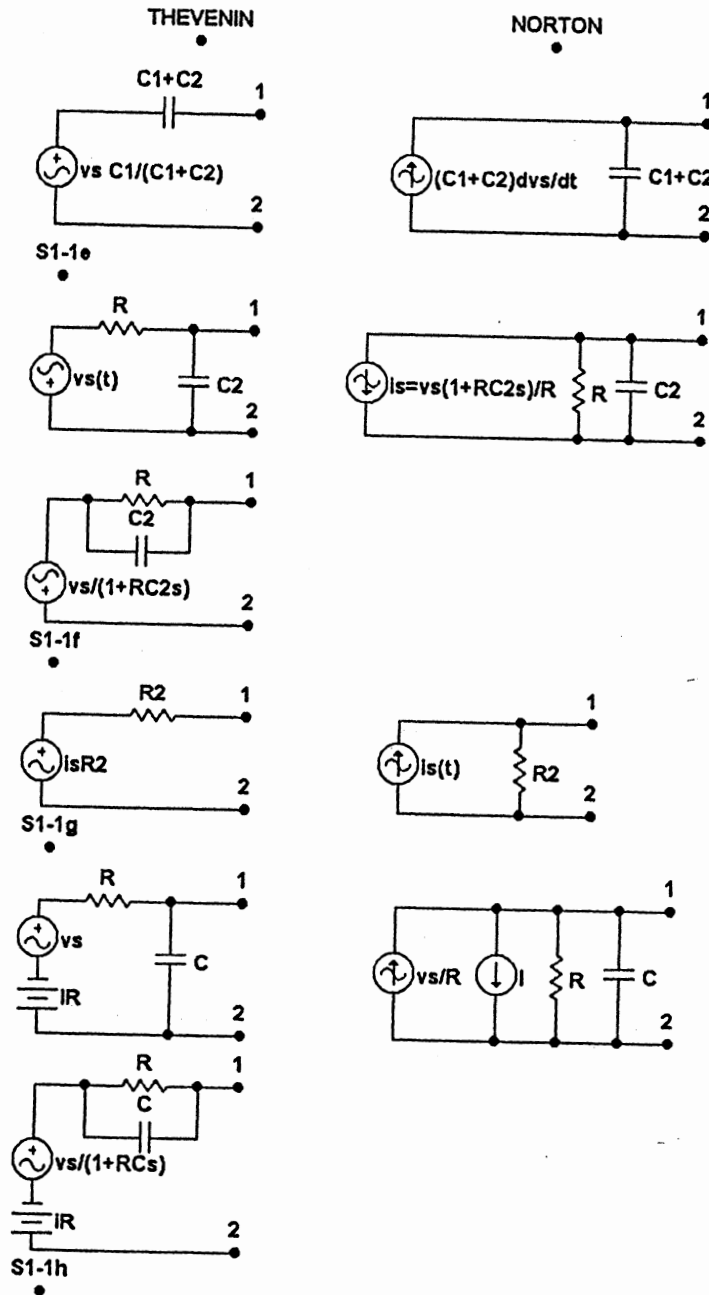 THEVENIN
NORTON
C1+C2
1
+
vs C1/(C1+C2)
2
S1-1e
1
(C1+C2)dvs/dt
C1+C2
2
R
1
vs(t)
+
C2
2
1
is=vs(1+RC2s)/R
R
C2
2
R
1
C2
vs/(1+RC2s)
+
2
S1-1f
R2
1
+
isR2
2
S1-1g
1
is(t)
R2
2
R
1
+
vs
C
IR
2
1
vs/R
I
R
C
2
R
1
C
+
vs/(1+RCs)
IR
2
S1-1h